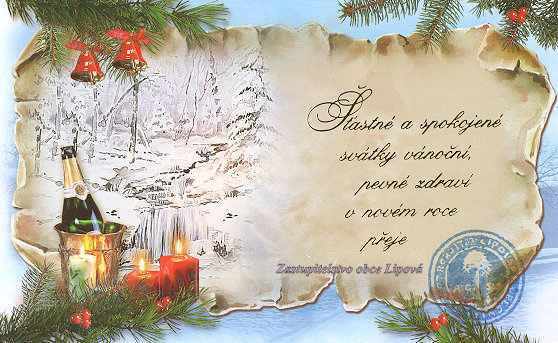 Šťastné a spokojené
svátky vánoční,
pevné zdraví
v novém roce
přeje
Zastupitelstvo obce Lipová